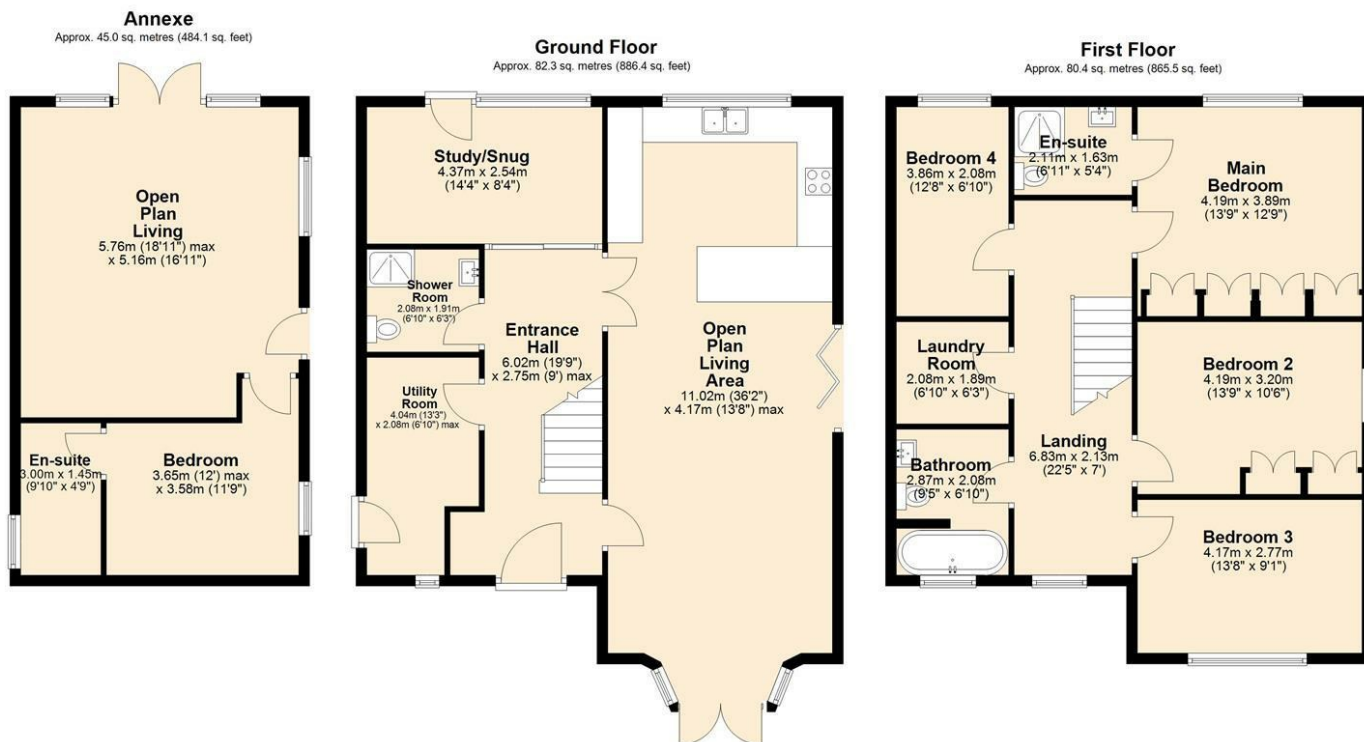 Annexe
Approx. 45.0 sq. metres (484.1 sq. feet)
Open
Plan
Living
5.76m (18'11") max
x 5.16m (16'11")
En-suite
3.00m x 1.45m
(9'10" x 4'9")
Bedroom
3.65m (12') max
x 3.58m (11'9")
Ground Floor
Approx. 82.3 sq. metres (886.4 sq. feet)
Study/Snug
4.37m x 2.54m
(14'4" x 8'4")
Shower
Room
2.08m x 1.91m
(6'10" x 6'3")
Entrance
Hall
6.02m (19'9")
x 2.75m (9') max
Utility
Room
4.04m (13'3")
x 2.08m (6'10") max
Open
Plan
Living
Area
11.02m (36'2")
x 4.17m (13'8") max
First Floor
Approx. 80.4 sq. metres (865.5 sq. feet)
Bedroom 4
3.86m x 2.08m
(12'8" x 6'10")
En-suite
2.11m x 1.63m
(6'11" x 5'4")
Main
Bedroom
4.19m x 3.89m
(13'9" x 12'9")
Laundry
Room
2.08m x 1.89m
(6'10" x 6'3")
Bedroom 2
4.19m x 3.20m
(13'9" x 10'6")
Landing
6.83m x 2.13m
(22'5" x 7')
Bathroom
2.87m x 2.08m
(9'5" x 6'10")
Bedroom 3
4.17m x 2.77m
(13'8" x 9'1")